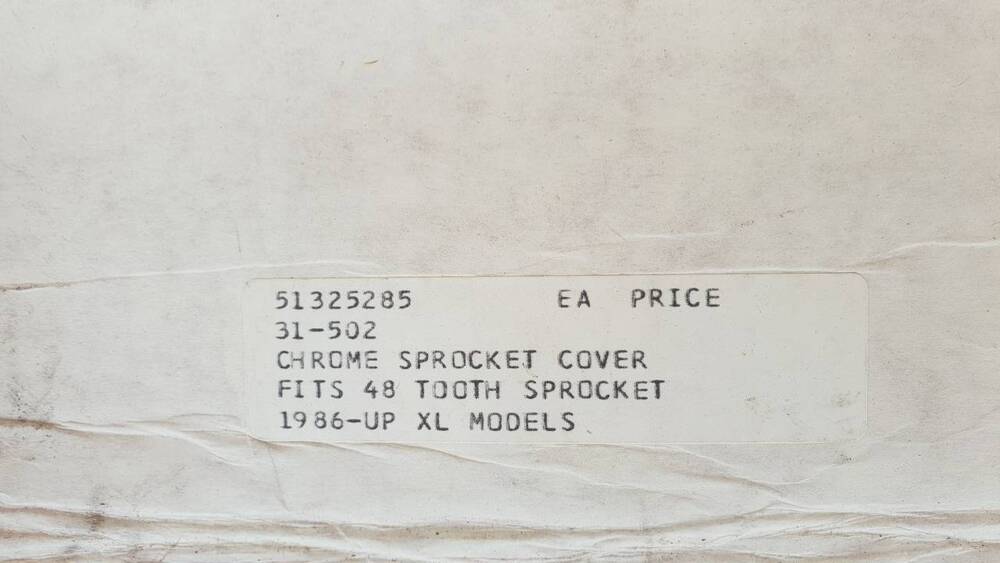 51325285 EA PRICE
31-502
CHROME SPROCKET COVER
FITS 48 TOOTH SPROCKET
1986-UP XL MODELS